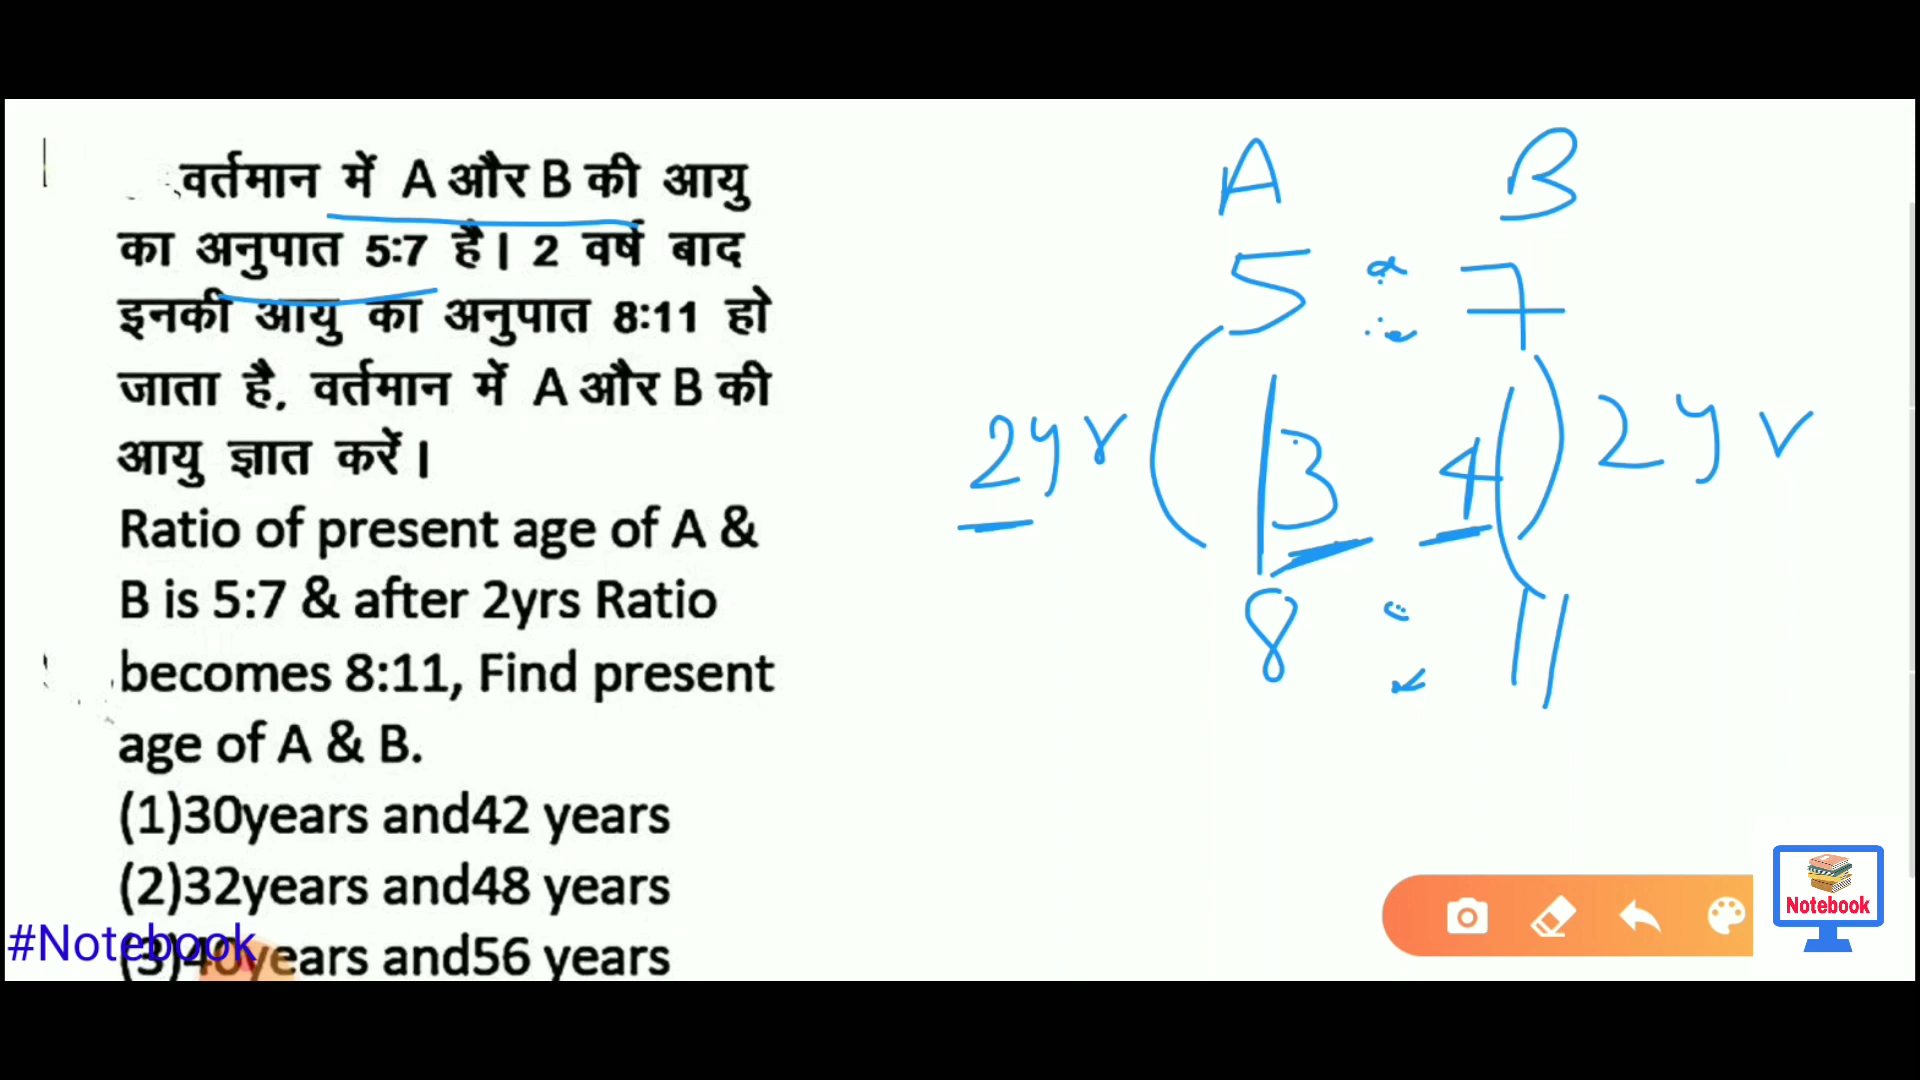 वर्तमान में A और B की आयु
का अनुपात 5:7 है। 2 वर्ष बाद
इनकी आयु का अनुपात 8:11 हो
जाता है, वर्तमान में A और B की
आयु ज्ञात करें।
Ratio of present age of A &
B is 5:7 & after 2yrs Ratio
becomes 8:11, Find present
age of A & B.
(1)30years and42 years
(2)32years and48 years
(3)40years and56 years
#Notebook
A B
5 : 7
2yr 3 4 2yr
8 : 11
Notebook